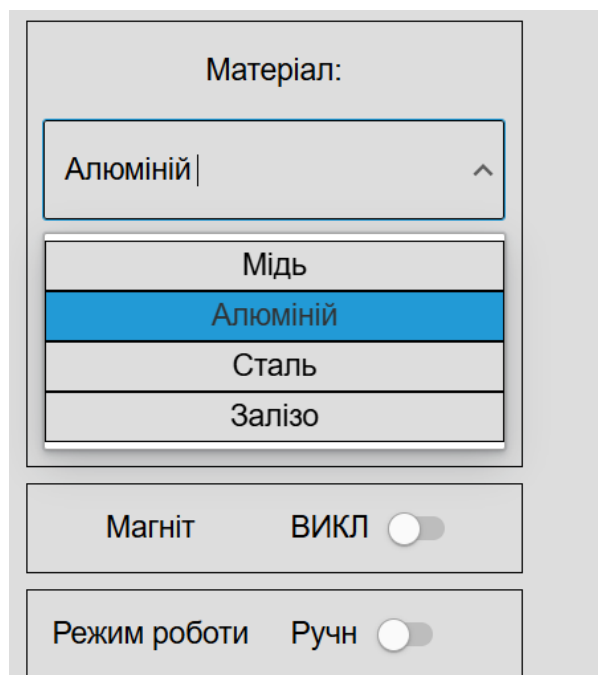 Матеріал:
Алюміній
Мідь
Алюміній
Сталь
Залізо
Магніт ВИКЛ
Режим роботи Ручн